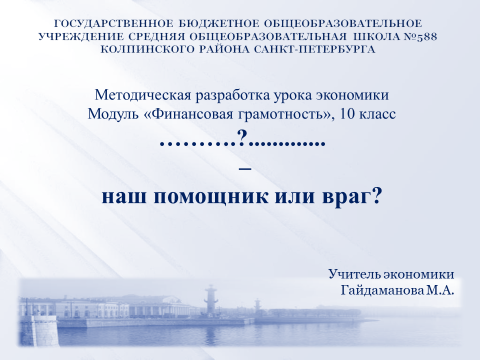 ГОСУДАРСТВЕННОЕ БЮДЖЕТНОЕ ОБЩЕОБРАЗОВАТЕЛЬНОЕ
УЧРЕЖДЕНИЕ СРЕДНЯЯ ОБЩЕОБРАЗОВАТЕЛЬНАЯ ШКОЛА №588
КОЛПИНСКОГО РАЙОНА САНКТ-ПЕТЕРБУРГА
Методическая разработка урока экономики
Модуль «Финансовая грамотность», 10 класс
……….?.............
–
наш помощник или враг?
Учитель экономики
Гайдаманова М.А.